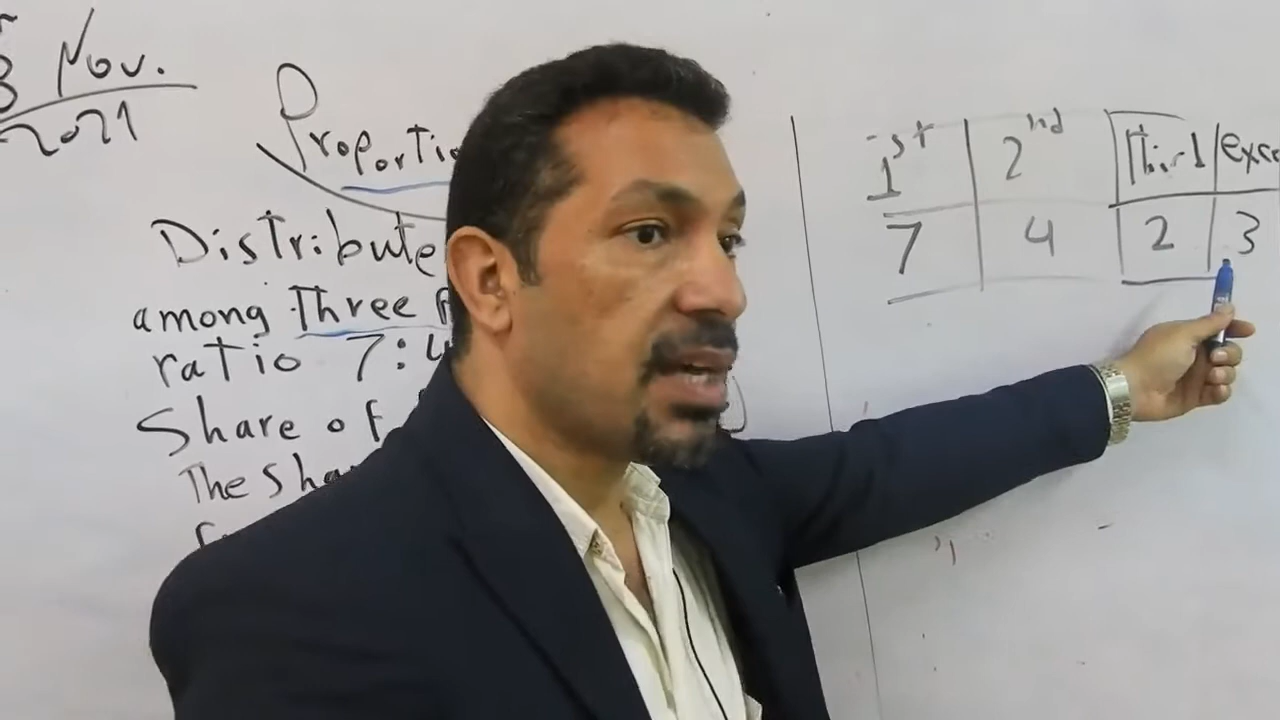 3 Nov.
2021
Proportio
Distribute
among Three
ratio 7:4
Share of
The sha
1st 2nd Third exce
7 4 2 3